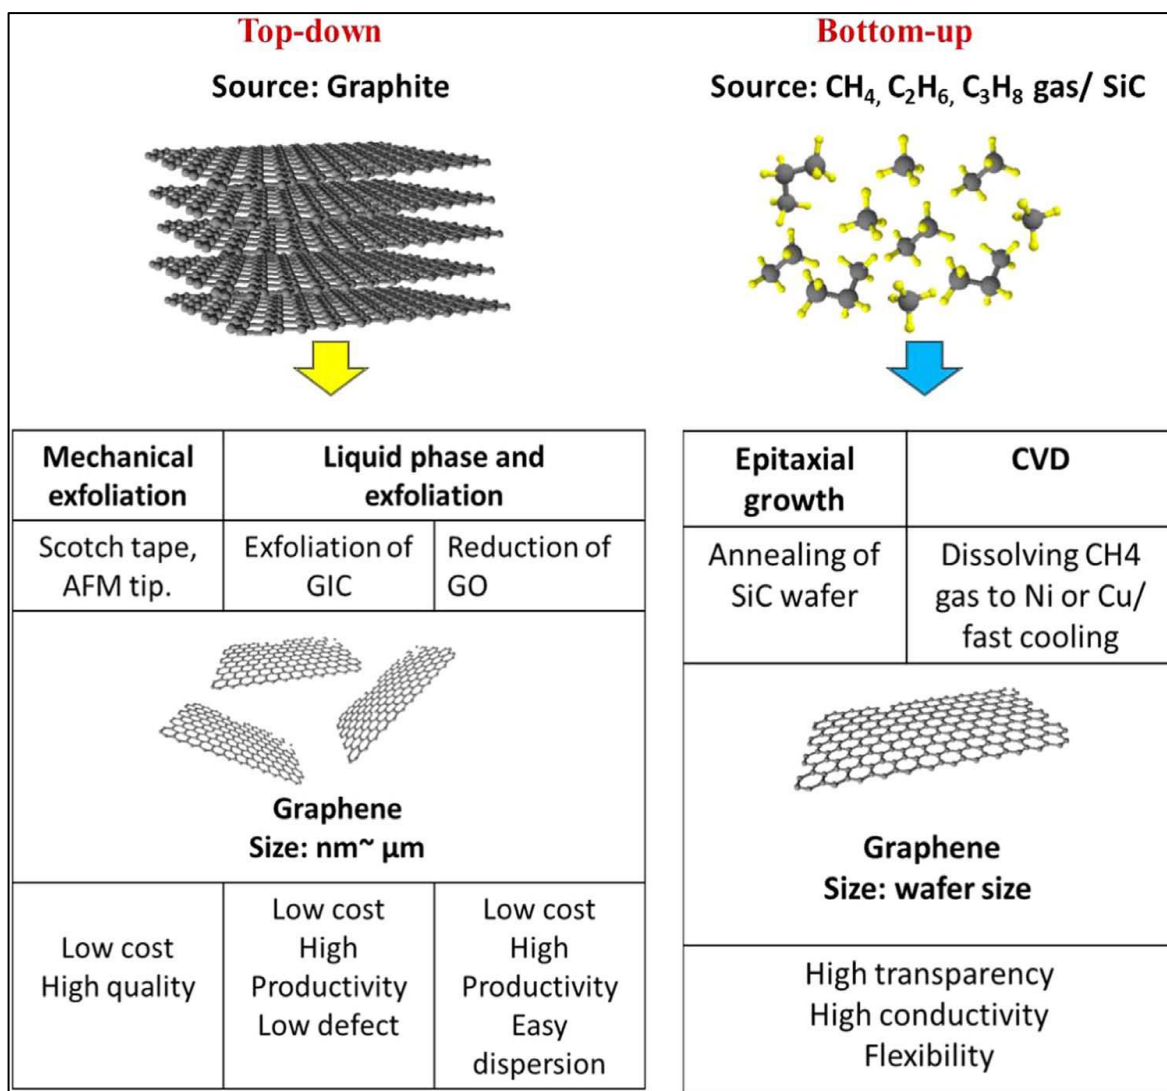 Top-down
Source: Graphite
Mechanical
exfoliation
Liquid phase and
exfoliation
Scotch tape,
AFM tip.
Exfoliation of
GIC
Reduction of
GO
Graphene
Size: nm~ µm
Low cost
High quality
Low cost
High
Productivity
Low defect
Low cost
High
Productivity
Easy
dispersion
Bottom-up
Source: CH₄, C₂H₆, C₃H₈ gas/ SiC
Epitaxial
growth
CVD
Annealing of
SiC wafer
Dissolving CH4
gas to Ni or Cu/
fast cooling
Graphene
Size: wafer size
High transparency
High conductivity
Flexibility